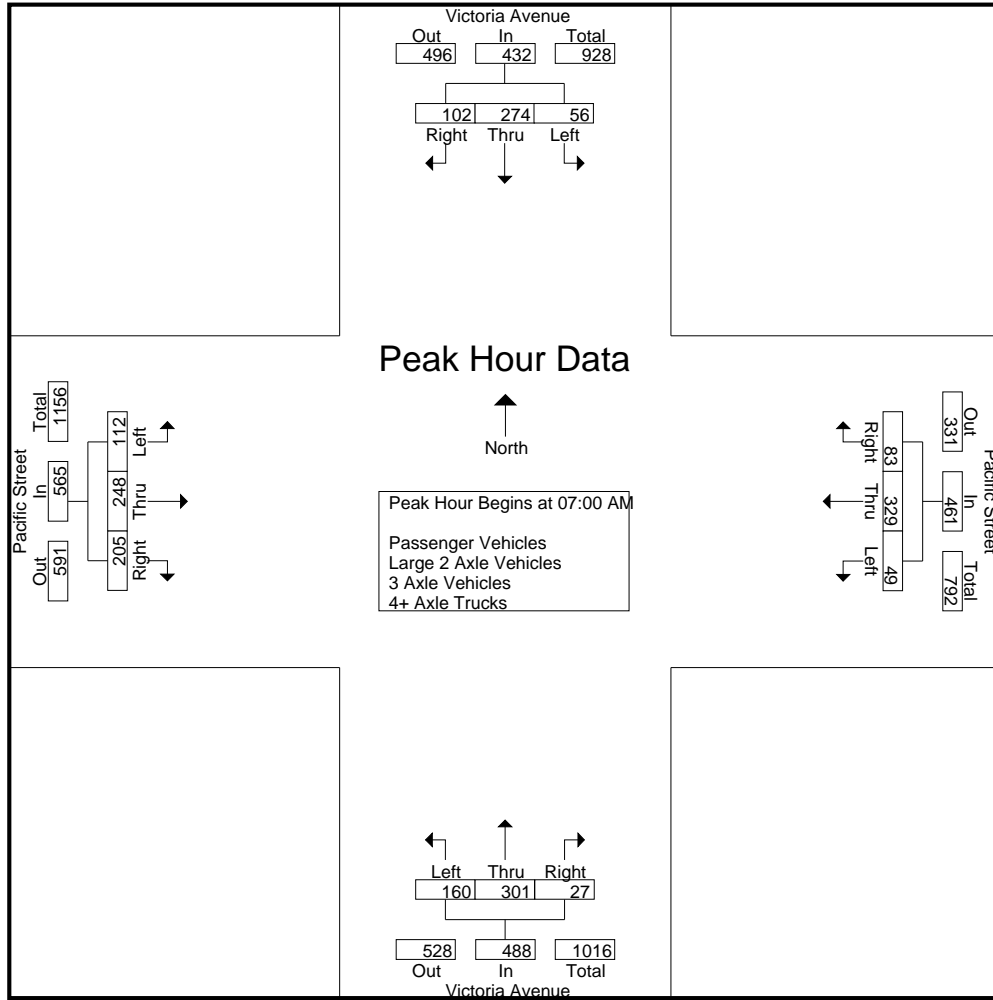 Victoria Avenue
Out In Total
496 432 928
102 274 56
Right Thru Left
Peak Hour Data
North
Peak Hour Begins at 07:00 AM
Passenger Vehicles
Large 2 Axle Vehicles
3 Axle Vehicles
4+ Axle Trucks
Pacific Street
Out In Total
591 565 1156
Left Thru Right
112 248 205
Pacific Street
Out In Total
331 461 792
Right Thru Left
83 329 49
Left Thru Right
160 301 27
528 488 1016
Out In Total
Victoria Avenue